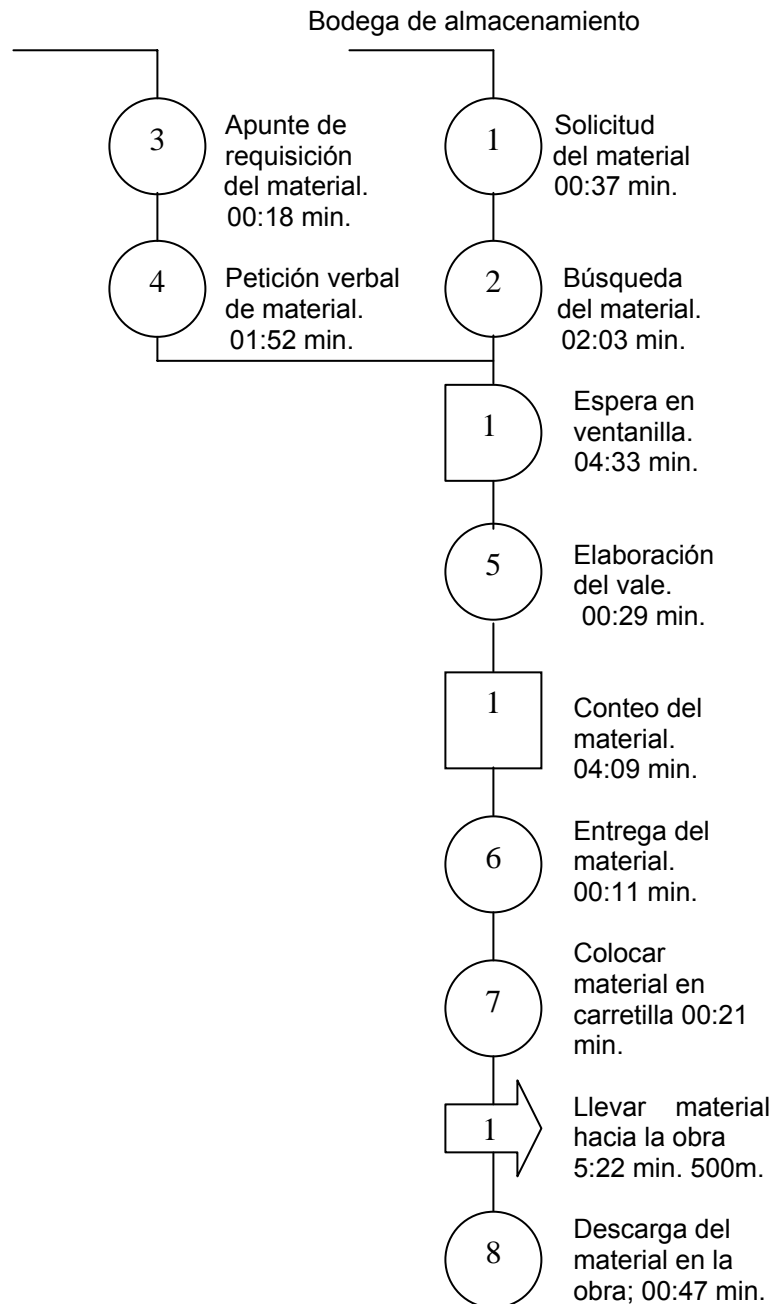 Bodega de almacenamiento
3
Apunte de
requisición
del material.
00:18 min.
1
Solicitud
del material
00:37 min.
4
Petición verbal
de material.
01:52 min.
2
Búsqueda
del material.
02:03 min.
1
Espera en
ventanilla.
04:33 min.
5
Elaboración
del vale.
00:29 min.
1
Conteo del
material.
04:09 min.
6
Entrega del
material.
00:11 min.
7
Colocar
material en
carretilla 00:21
min.
1
Llevar material
hacia la obra
5:22 min. 500m.
8
Descarga del
material en la
obra; 00:47 min.